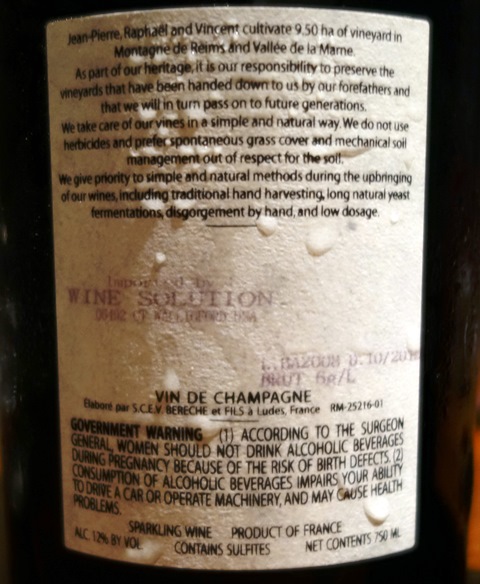 Jean-Pierre, Raphaël and Vincent cultivate 9.50 ha of vineyard in
Montagne de Reims and Vallée de la Marne.
As part of our heritage, it is our responsibility to preserve the
vineyards that have been handed down to us by our forefathers and
that we will in turn pass on to future generations.
We take care of our vines in a simple and natural way. We do not use
herbicides and prefer spontaneous grass cover and mechanical soil
management out of respect for the soil.
We give priority to simple and natural methods during the upbringing
of our wines, including traditional hand harvesting, long natural yeast
fermentations, disgorgement by hand, and low dosage.
Imported by
WINE SOLUTION
06492 CT WALLINGFORD USA
BRUT 6g/L
VIN DE CHAMPAGNE
Élaboré par S.C.E.V. BERECHE et FILS à Ludes, France RM-25216-01
GOVERNMENT WARNING (1) ACCORDING TO THE SURGEON
GENERAL, WOMEN SHOULD NOT DRINK ALCOHOLIC BEVERAGES
DURING PREGNANCY BECAUSE OF THE RISK OF BIRTH DEFECTS. (2)
CONSUMPTION OF ALCOHOLIC BEVERAGES IMPAIRS YOUR ABILITY
TO DRIVE A CAR OR OPERATE MACHINERY, AND MAY CAUSE HEALTH
PROBLEMS.
SPARKLING WINE PRODUCT OF FRANCE
ALC 12% BY VOL. CONTAINS SULFITES NET CONTENTS 750 ML